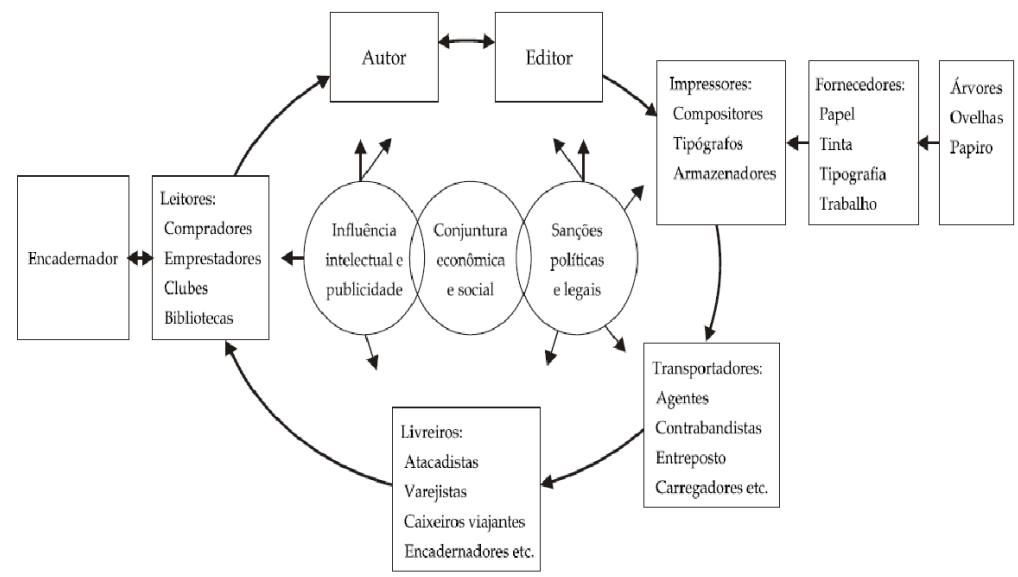 Autor
Editor
Impressores:
Compositores
Tipógrafos
Armazenadores
Fornecedores:
Papel
Tinta
Tipografia
Trabalho
Árvores
Ovelhas
Papiro
Encadernador
Leitores:
Compradores
Emprestadores
Clubes
Bibliotecas
Influência
intelectual e
publicidade
Conjuntura
econômica
e social
Sanções
políticas
e legais
Transportadores:
Agentes
Contrabandistas
Entreposto
Carregadores etc.
Livreiros:
Atacadistas
Varejistas
Caixeiros viajantes
Encadernadores etc.